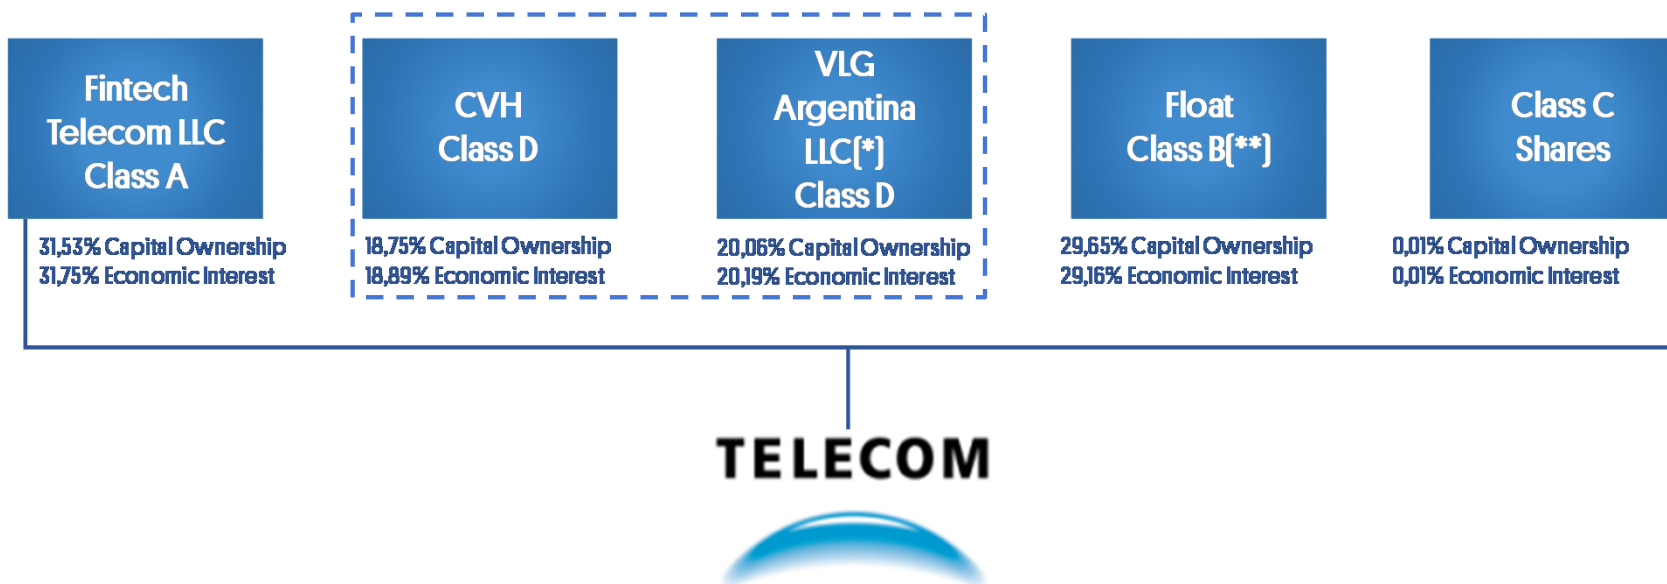 Fintech
Telecom LLC
Class A
31,53% Capital Ownership
31,75% Economic Interest
CVH
Class D
18,75% Capital Ownership
18,89% Economic Interest
VLG
Argentina
LLC(*)
Class D
20,06% Capital Ownership
20,19% Economic Interest
Float
Class B(**)
29,65% Capital Ownership
29,16% Economic Interest
Class C
Shares
0,01% Capital Ownership
0,01% Economic Interest
TELECOM